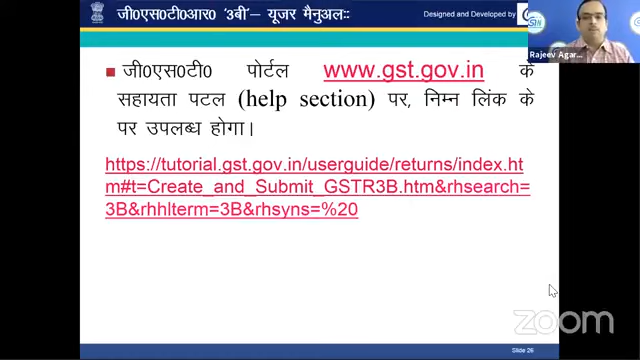 जी0एस0टी0आर0 '3बी'– यूजर मैनुअलः
Designed and Developed by
GSTN
Rajeev Agar...
■ जी0एस0टी0 पोर्टल www.gst.gov.in के
सहायता पटल (help section) पर, निम्न लिंक के
पर उपलब्ध होगा।
https://tutorial.gst.gov.in/userguide/returns/index.ht
m#t=Create_and_Submit_GSTR3B.htm&rhsearch=
3B&rhhlterm=3B&rhsyns=%20
zoom
Slide 26